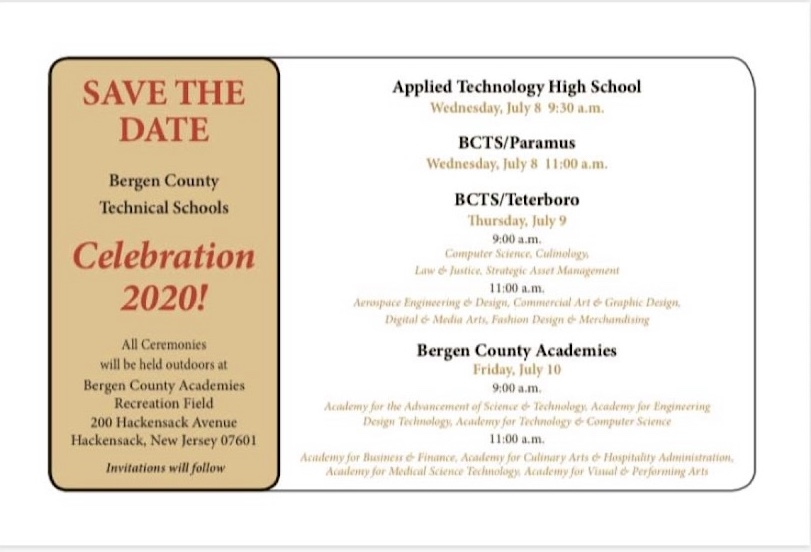 SAVE THE
DATE
Bergen County
Technical Schools
Celebration
2020!
All Ceremonies
will be held outdoors at
Bergen County Academies
Recreation Field
200 Hackensack Avenue
Hackensack, New Jersey 07601
Invitations will follow
Applied Technology High School
Wednesday, July 8 9:30 a.m.
BCTS/Paramus
Wednesday, July 8 11:00 a.m.
BCTS/Teterboro
Thursday, July 9
9:00 a.m.
Computer Science, Culinology,
Law & Justice, Strategic Asset Management
11:00 a.m.
Aerospace Engineering & Design, Commercial Art & Graphic Design,
Digital & Media Arts, Fashion Design & Merchandising
Bergen County Academies
Friday, July 10
9:00 a.m.
Academy for the Advancement of Science & Technology, Academy for Engineering
Design Technology, Academy for Technology & Computer Science
11:00 a.m.
Academy for Business & Finance, Academy for Culinary Arts & Hospitality Administration,
Academy for Medical Science Technology, Academy for Visual & Performing Arts